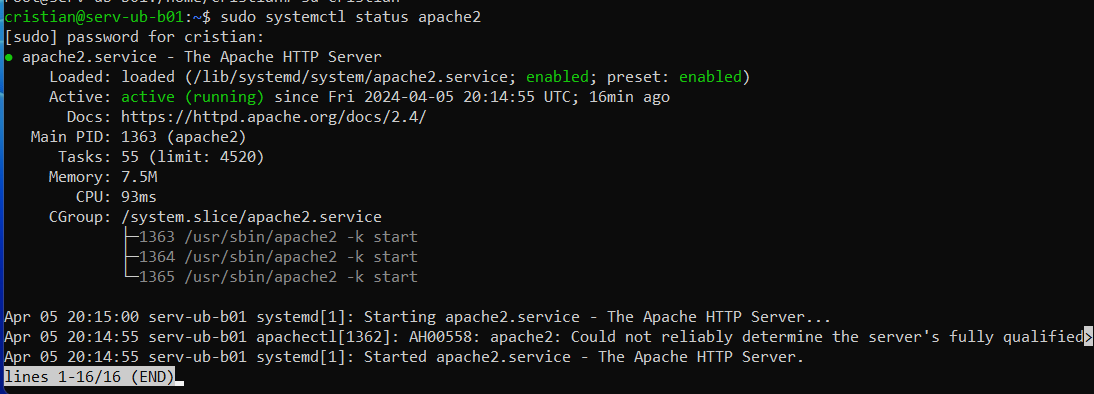 cristian@serv-ub-b01:~$ sudo systemctl status apache2
[sudo] password for cristian:
● apache2.service - The Apache HTTP Server
     Loaded: loaded (/lib/systemd/system/apache2.service; enabled; preset: enabled)
     Active: active (running) since Fri 2024-04-05 20:14:55 UTC; 16min ago
       Docs: https://httpd.apache.org/docs/2.4/
   Main PID: 1363 (apache2)
      Tasks: 55 (limit: 4520)
     Memory: 7.5M
        CPU: 93ms
     CGroup: /system.slice/apache2.service
             ├─1363 /usr/sbin/apache2 -k start
             ├─1364 /usr/sbin/apache2 -k start
             └─1365 /usr/sbin/apache2 -k start

Apr 05 20:15:00 serv-ub-b01 systemd[1]: Starting apache2.service - The Apache HTTP Server...
Apr 05 20:14:55 serv-ub-b01 apachectl[1362]: AH00558: apache2: Could not reliably determine the server's fully qualified>
Apr 05 20:14:55 serv-ub-b01 systemd[1]: Started apache2.service - The Apache HTTP Server.
lines 1-16/16 (END)